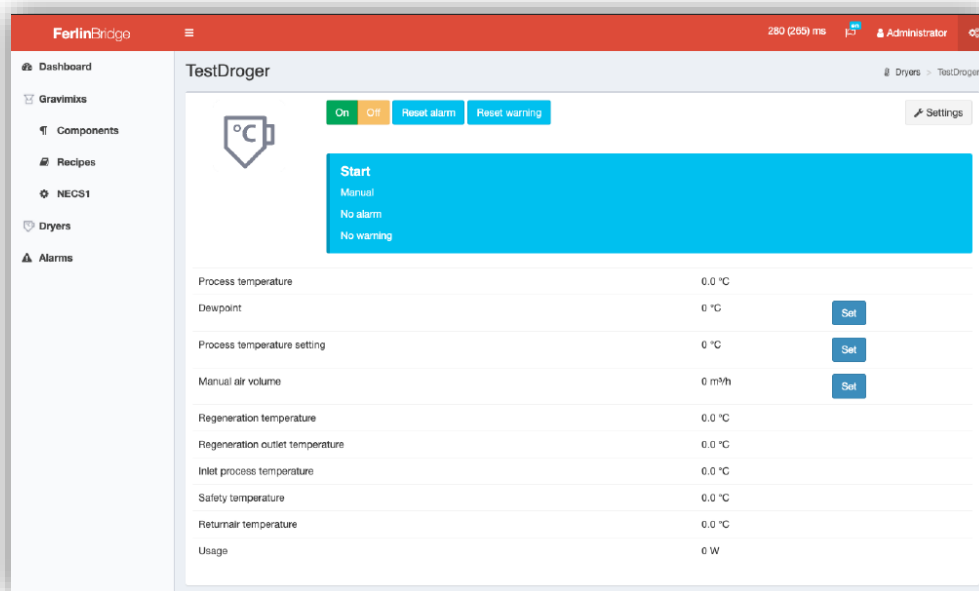 FerlinBridge
280 (265) ms
Administrator
Dashboard
Gravimixs
Components
Recipes
NECS1
Dryers
Alarms
TestDroger
Dryers > TestDroger
°C
On Off Reset alarm Reset warning
Settings
Start
Manual
No alarm
No warning
Process temperature 0.0 °C
Dewpoint 0 °C Set
Process temperature setting 0 °C Set
Manual air volume 0 m³/h Set
Regeneration temperature 0.0 °C
Regeneration outlet temperature 0.0 °C
Inlet process temperature 0.0 °C
Safety temperature 0.0 °C
Returnair temperature 0.0 °C
Usage 0 W